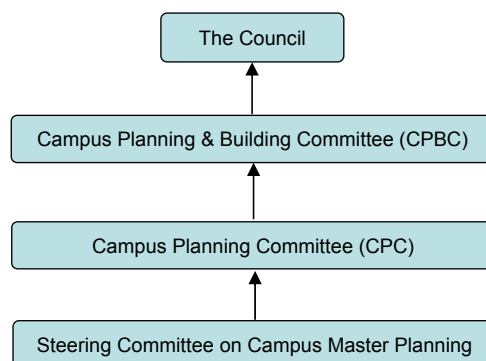 The Council
Campus Planning & Building Committee (CPBC)
Campus Planning Committee (CPC)
Steering Committee on Campus Master Planning